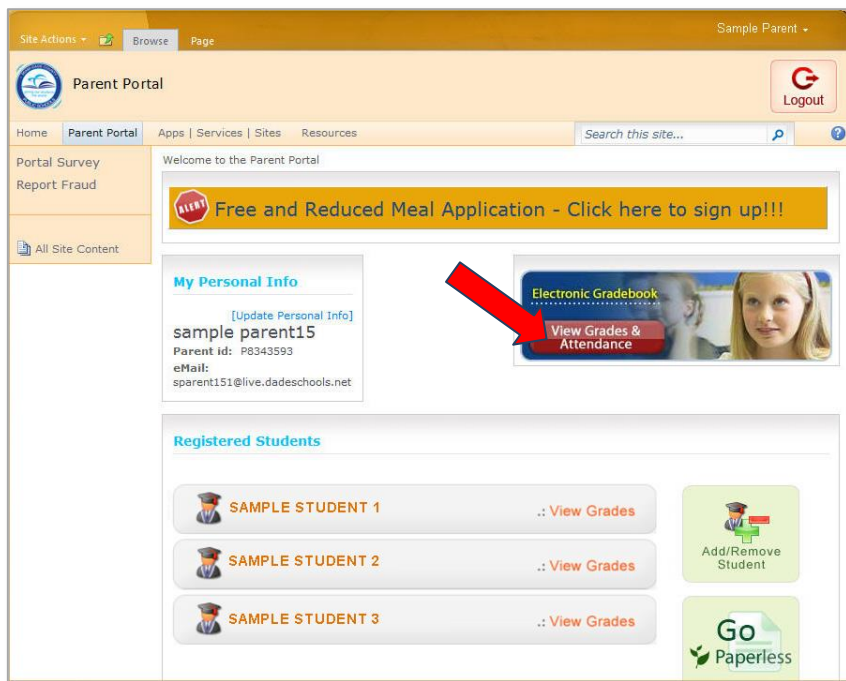 Sample Parent
Site Actions Browse Page
Parent Portal
Logout
Home Parent Portal Apps | Services | Sites Resources Search this site...
Portal Survey
Report Fraud
All Site Content
Welcome to the Parent Portal
ALERT Free and Reduced Meal Application - Click here to sign up!!!
My Personal Info
[Update Personal Info]
sample parent15
Parent id: P8343593
eMail:
sparent151@live.dadeschools.net
Electronic Gradebook
View Grades &
Attendance
Registered Students
SAMPLE STUDENT 1 .: View Grades
SAMPLE STUDENT 2 .: View Grades
SAMPLE STUDENT 3 .: View Grades
Add/Remove
Student
Go
Paperless